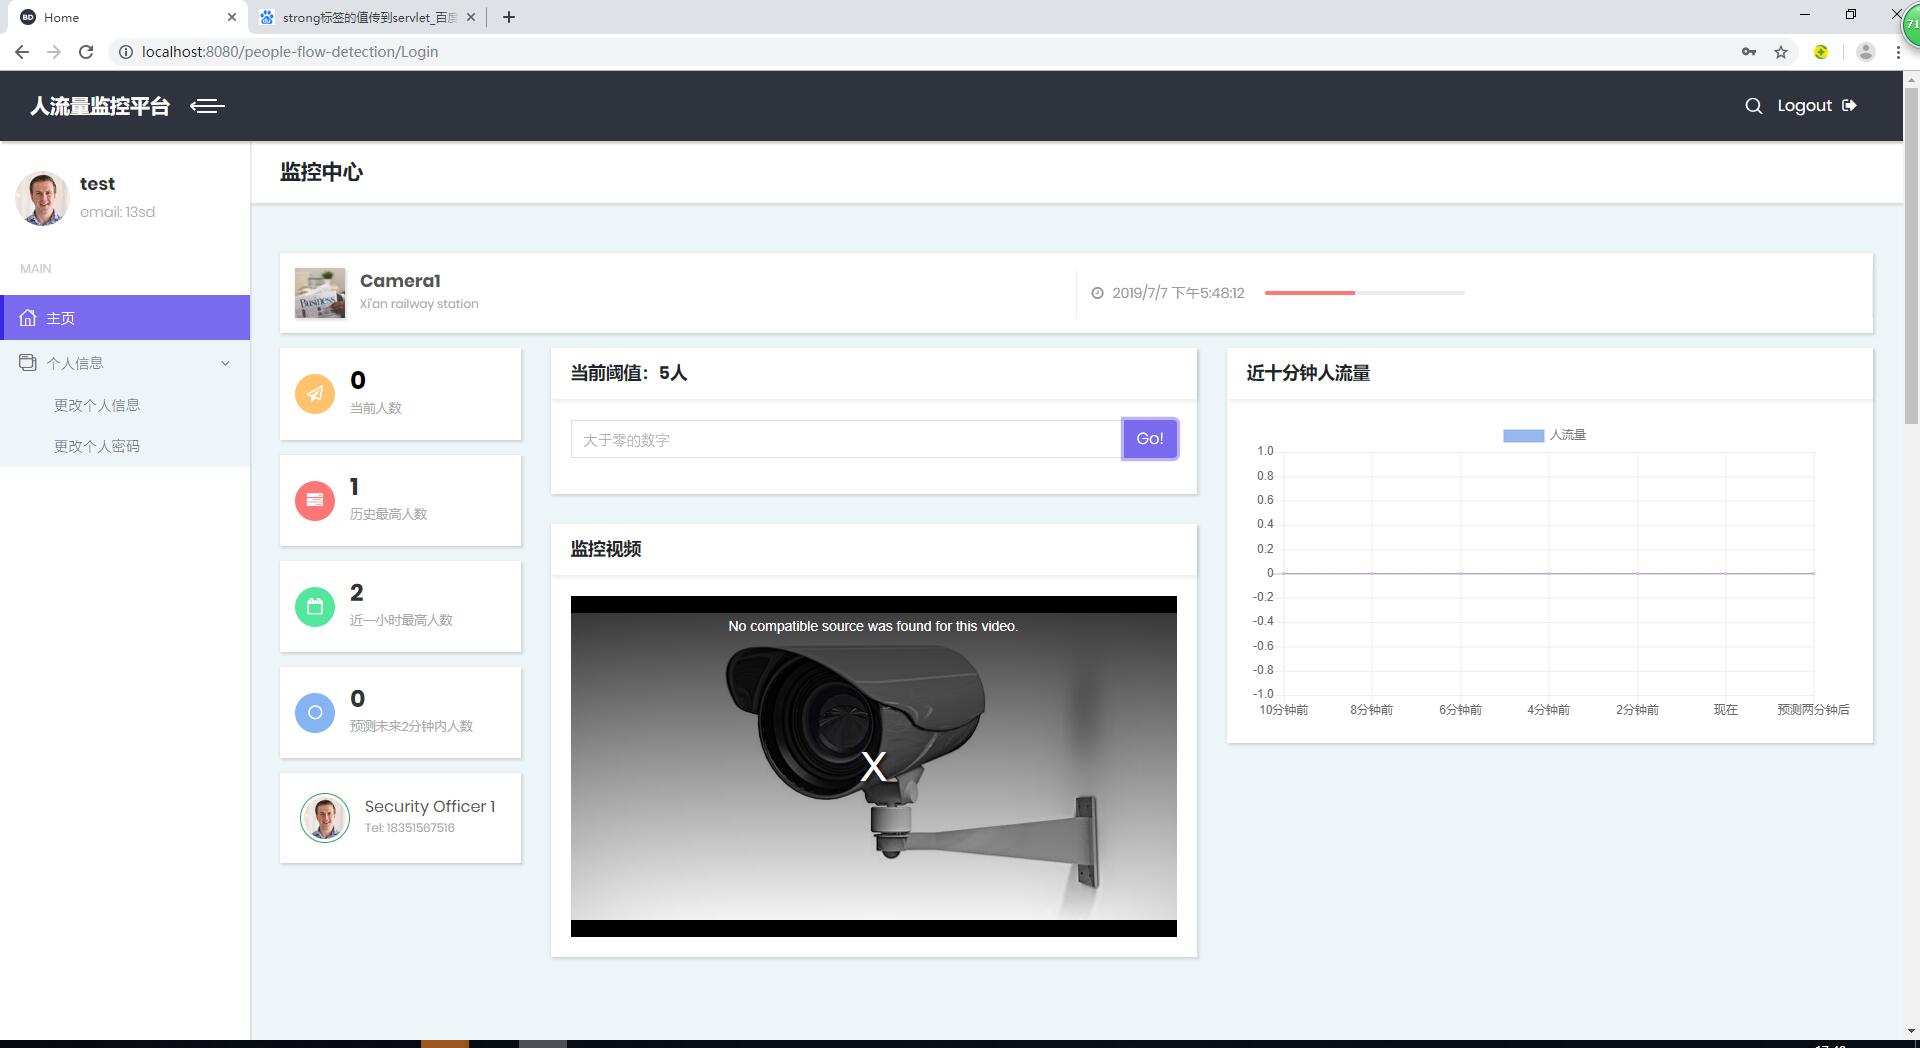 Home
strong标签的值传到servlet_百度
71
localhost:8080/people-flow-detection/Login
人流量监控平台
Logout
test
email: 13sd
MAIN
主页
个人信息
更改个人信息
更改个人密码
监控中心
Camera1
Xi'an railway station
2019/7/7 下午5:48:12
0
当前人数
1
历史最高人数
2
近一小时最高人数
0
预测未来2分钟内人数
Security Officer 1
Tel: 18351567516
当前阈值：5人
大于零的数字
Go!
监控视频
No compatible source was found for this video.
X
近十分钟人流量
人流量
1.0
0.8
0.6
0.4
0.2
0
-0.2
-0.4
-0.6
-0.8
-1.0
10分钟前 8分钟前 6分钟前 4分钟前 2分钟前 现在 预测两分钟后